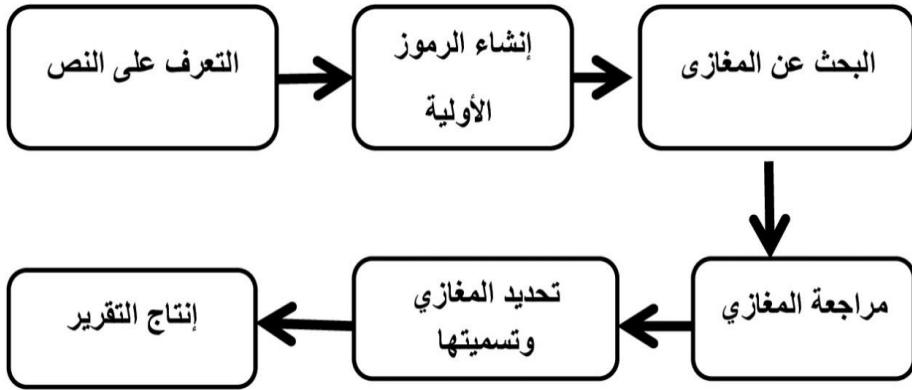 التعرف على النص
إنشاء الرموز
الأولية
البحث عن المغازى
مراجعة المغازي
تحديد المغازي
وتسميتها
إنتاج التقرير